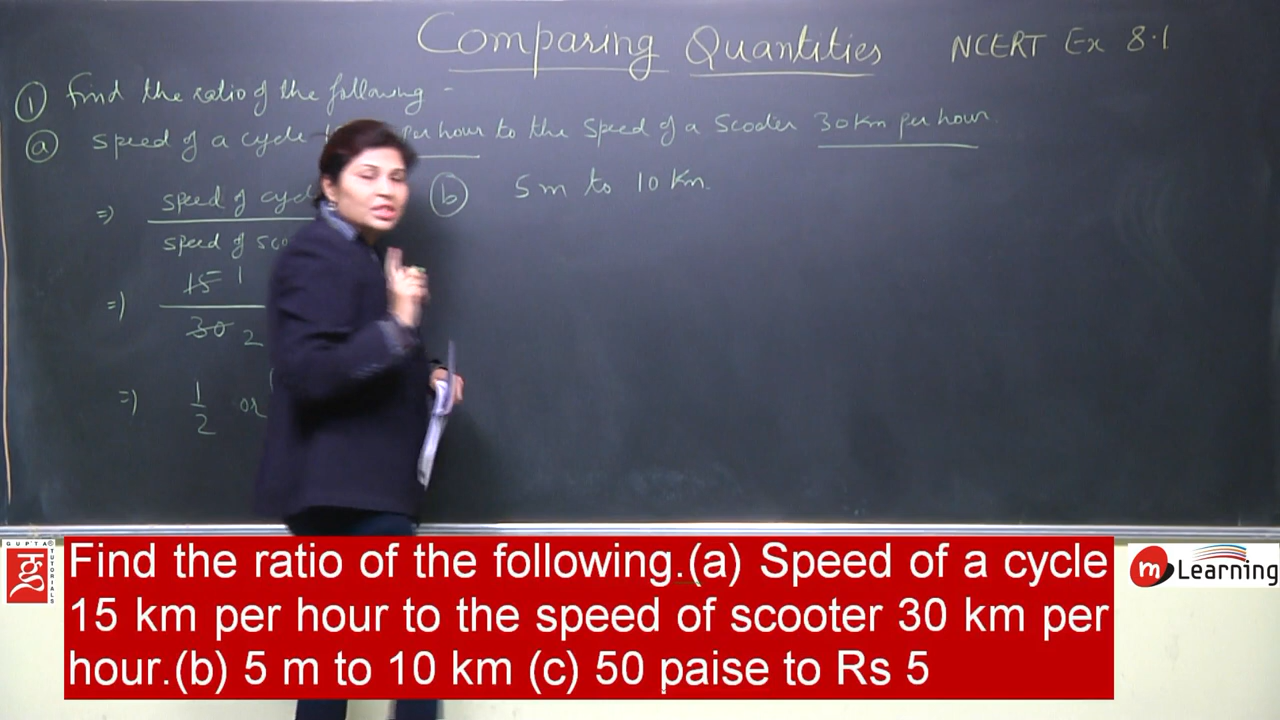 Comparing Quantities NCERT Ex 8.1
① Find the ratio of the following -
ⓐ Speed of a cycle per hour to the Speed of a Scooter 30 Km per hour.
=) speed of cycl
speed of sco
=) 15 1
30 2
=) 1/2 or
ⓑ 5 m to 10 Km.
GUPTA TUTORIALS
Find the ratio of the following.(a) Speed of a cycle
15 km per hour to the speed of scooter 30 km per
hour.(b) 5 m to 10 km (c) 50 paise to Rs 5
m Learning